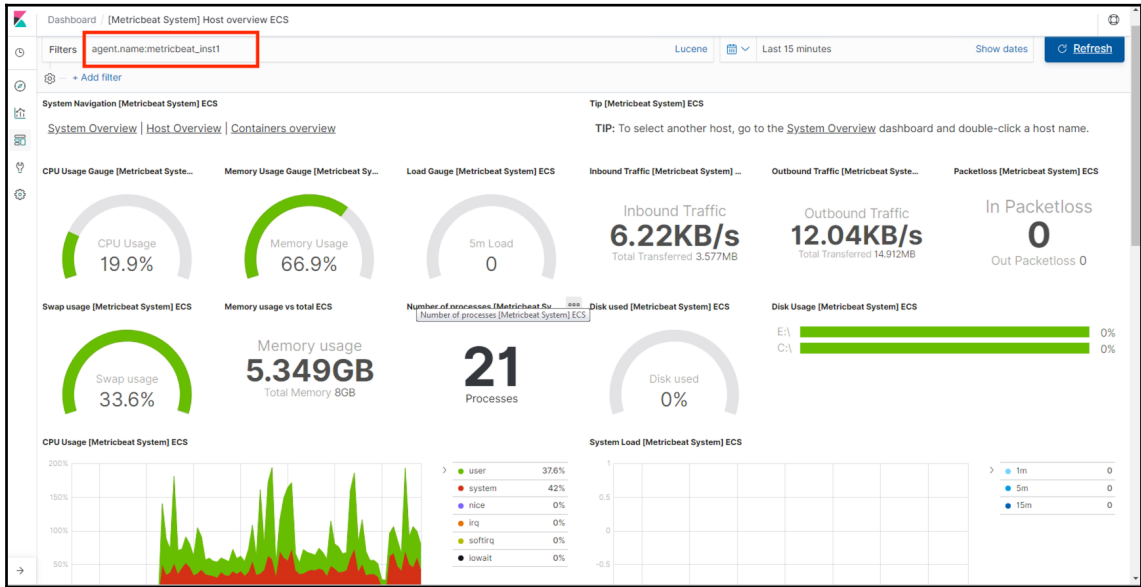 Dashboard / [Metricbeat System] Host overview ECS
Filters agent.name:metricbeat_inst1 Lucene Last 15 minutes Show dates Refresh
+ Add filter
System Navigation [Metricbeat System] ECS
System Overview | Host Overview | Containers overview
Tip [Metricbeat System] ECS
TIP: To select another host, go to the System Overview dashboard and double-click a host name.
CPU Usage Gauge [Metricbeat Syste...
CPU Usage
19.9%
Memory Usage Gauge [Metricbeat Sy...
Memory Usage
66.9%
Load Gauge [Metricbeat System] ECS
5m Load
0
Inbound Traffic [Metricbeat System] ...
Inbound Traffic
6.22KB/s
Total Transferred 3.577MB
Outbound Traffic [Metricbeat Syste...
Outbound Traffic
12.04KB/s
Total Transferred 14.912MB
Packetloss [Metricbeat System] ECS
In Packetloss
0
Out Packetloss 0
Swap usage [Metricbeat System] ECS
Swap usage
33.6%
Memory usage vs total ECS
Memory usage
5.349GB
Total Memory 8GB
Number of processes [Metricbeat Sy
Number of processes [Metricbeat System] ECS
21
Processes
Disk used [Metricbeat System] ECS
Disk used
0%
Disk Usage [Metricbeat System] ECS
E:\ 0%
C:\ 0%
CPU Usage [Metricbeat System] ECS
200%
150%
100%
50%
user 37.6%
system 42%
nice 0%
irq 0%
softirq 0%
iowait 0%
System Load [Metricbeat System] ECS
1
0.5
0
-0.5
1m 0
5m 0
15m 0